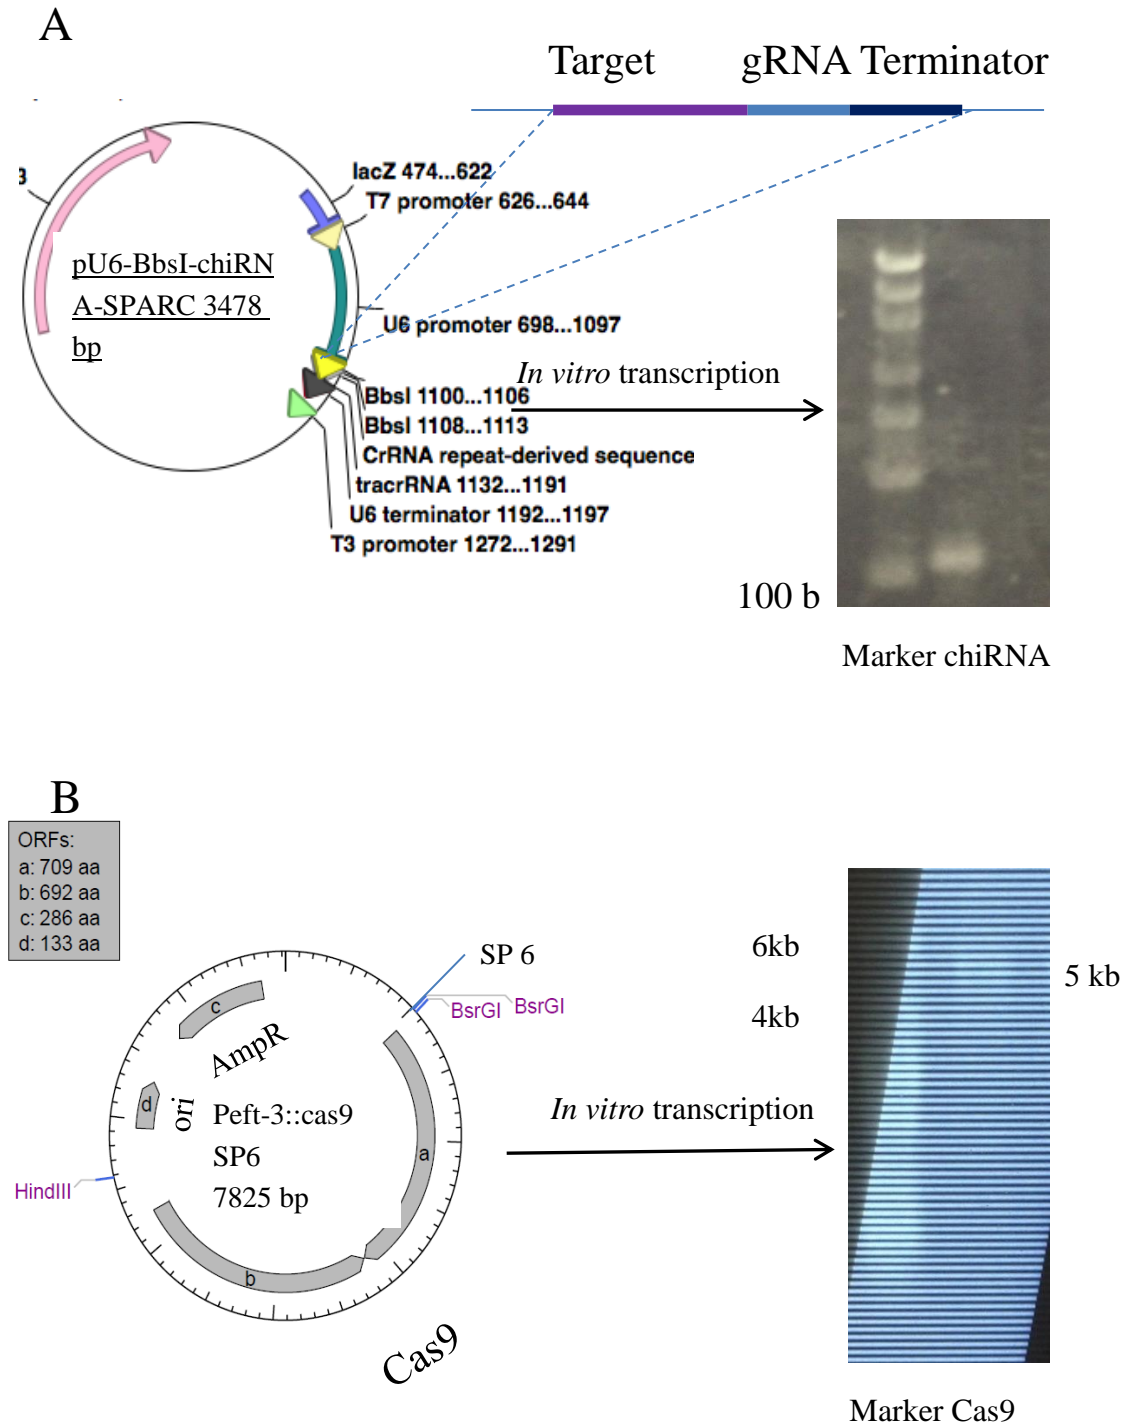 A
Target gRNA Terminator
3
lacZ 474...622
T7 promoter 626...644
pU6-BbsI-chiRN
A-SPARC 3478
bp
U6 promoter 698...1097
In vitro transcription
BbsI 1100...1106
BbsI 1108...1113
CrRNA repeat-derived sequence
tracrRNA 1132...1191
U6 terminator 1192...1197
T3 promoter 1272...1291
100 b
Marker chiRNA
B
ORFs:
a: 709 aa
b: 692 aa
c: 286 aa
d: 133 aa
SP 6
BsrGI BsrGI
6kb
5 kb
4kb
c
AmpR
d
ori
Peft-3::cas9
SP6
7825 bp
In vitro transcription
a
HindIII
b
Cas9
Marker Cas9